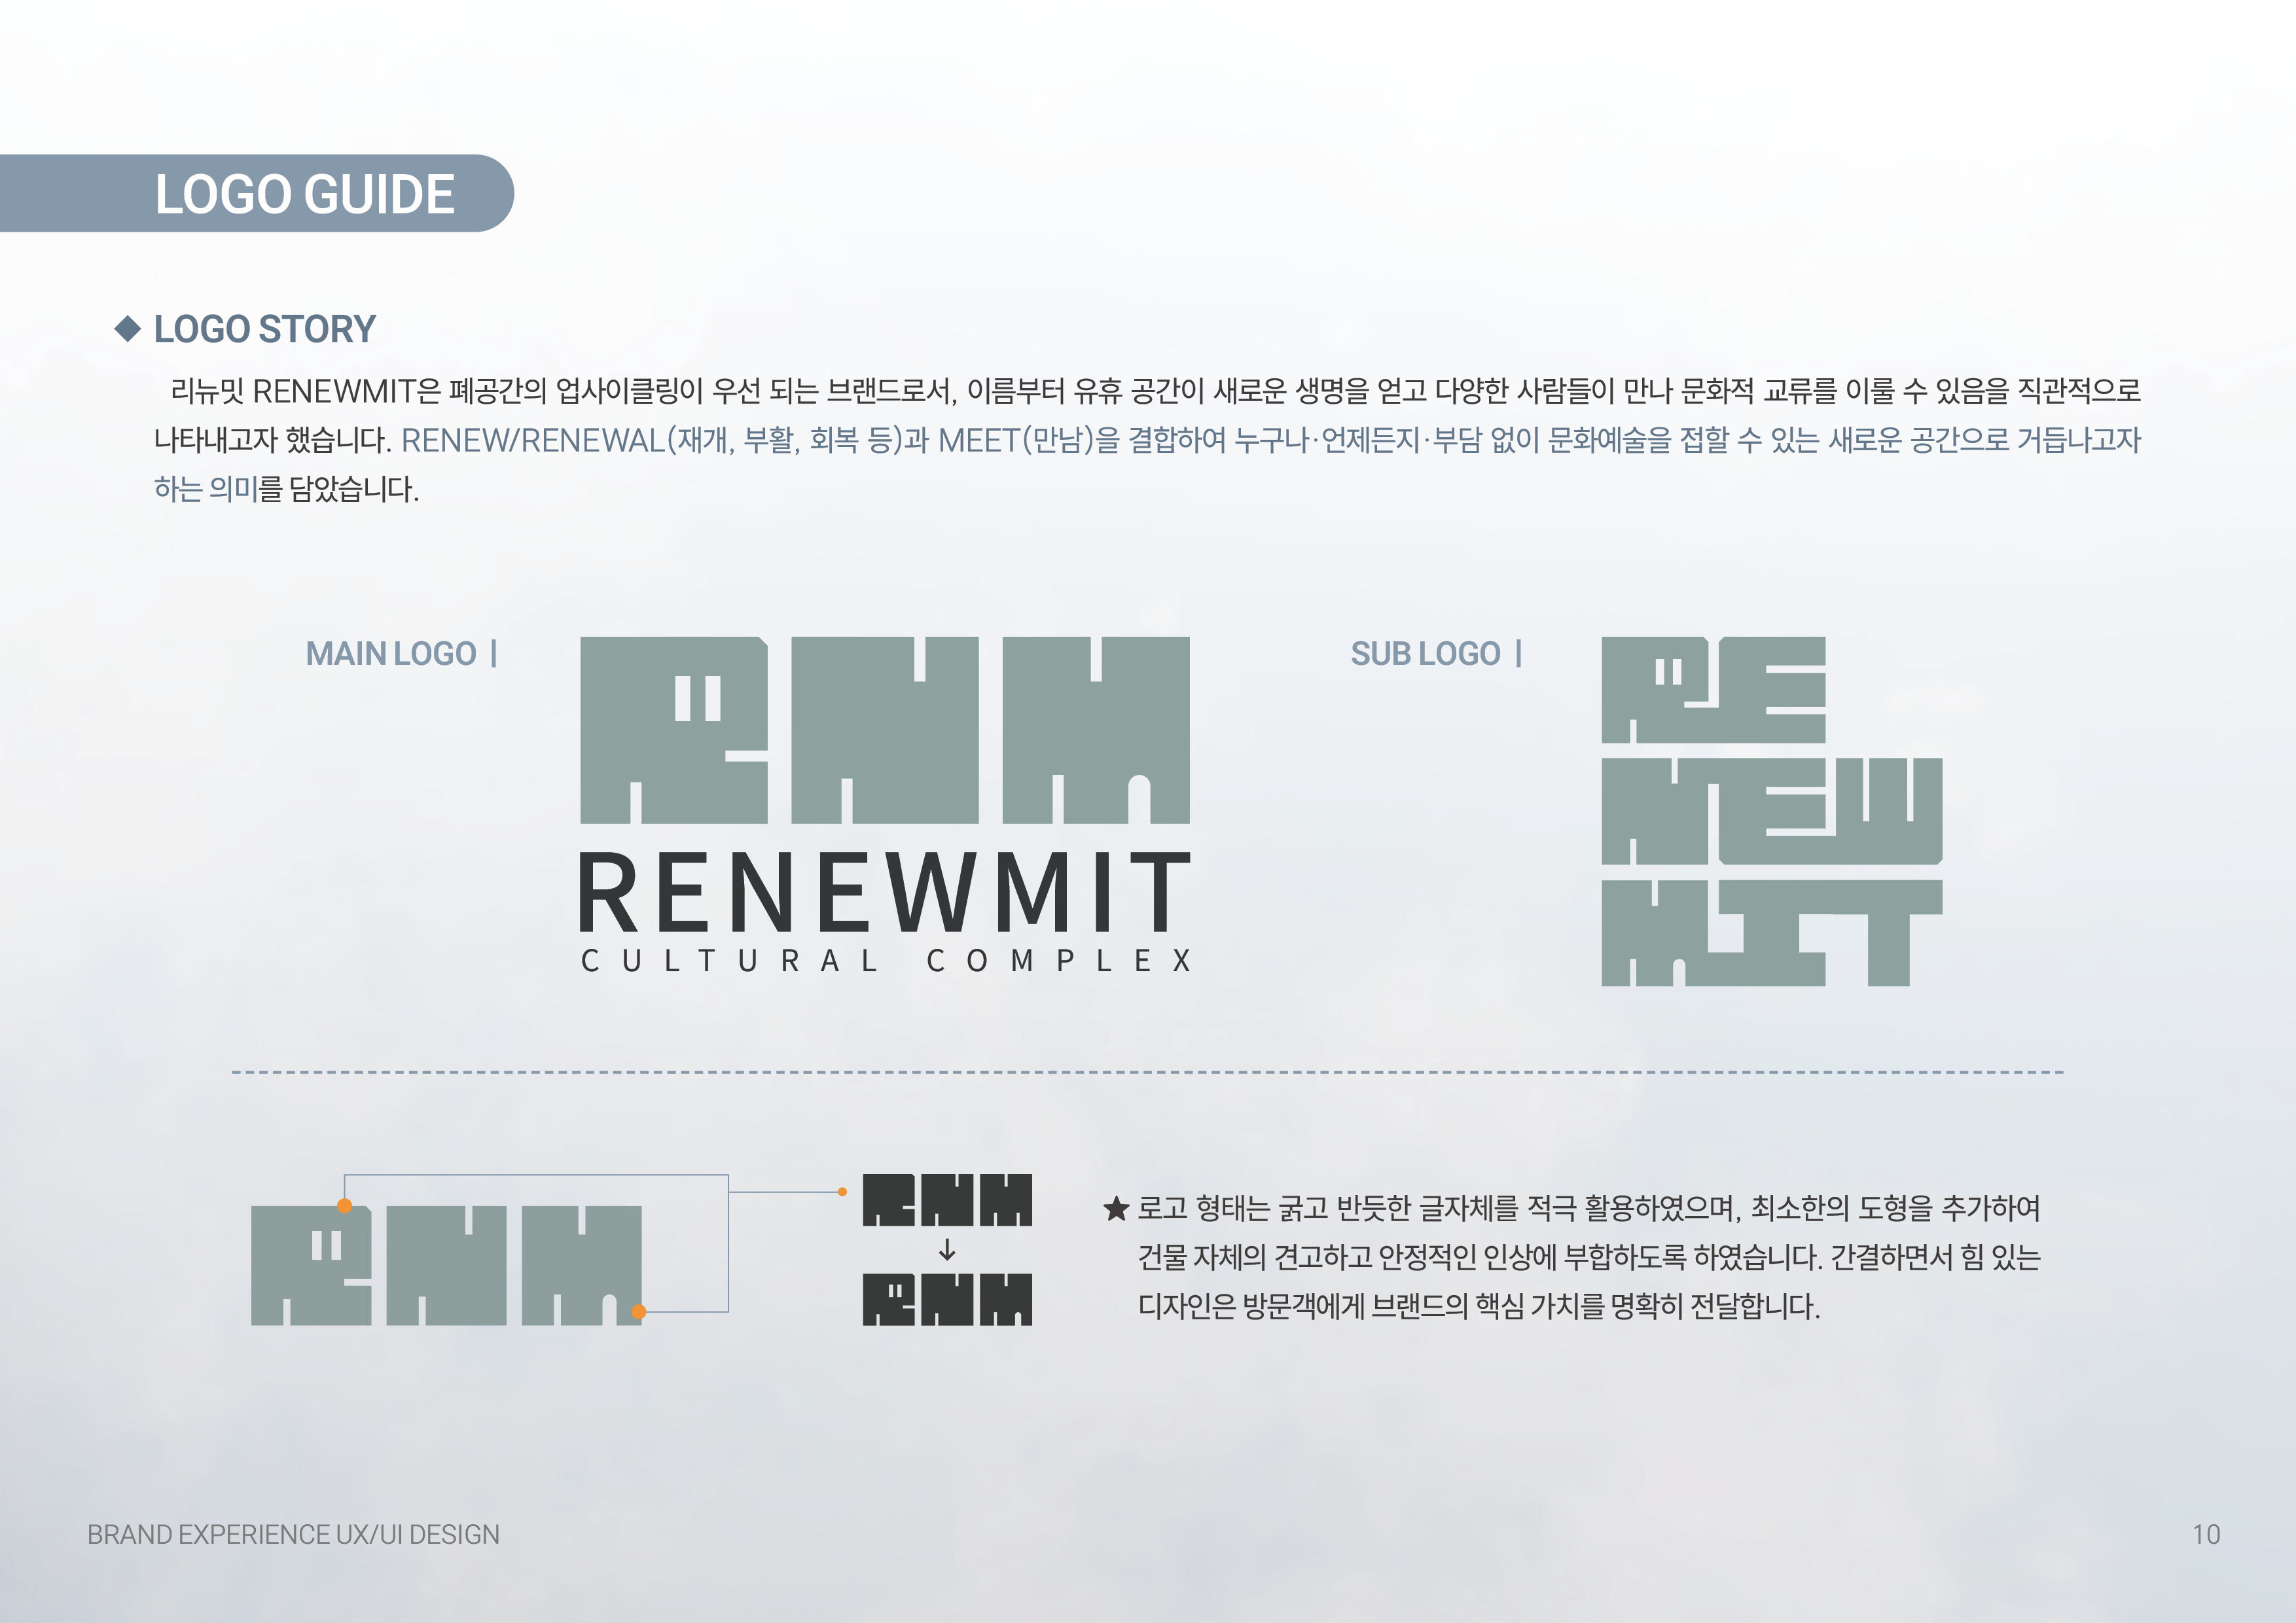 LOGO GUIDE
LOGO STORY
리뉴밋 RENEWMIT은 폐공간의 업사이클링이 우선 되는 브랜드로서, 이름부터 유휴 공간이 새로운 생명을 얻고 다양한 사람들이 만나 문화적 교류를 이룰 수 있음을 직관적으로
나타내고자 했습니다. RENEW/RENEWAL(재개, 부활, 회복 등)과 MEET(만남)을 결합하여 누구나·언제든지·부담 없이 문화예술을 접할 수 있는 새로운 공간으로 거듭나고자
하는 의미를 담았습니다.
MAIN LOGO |
RNM
RENEWMIT
CULTURAL COMPLEX
SUB LOGO |
RE
NEW
MIT
RNM
RNM
↓
RNM
★ 로고 형태는 굵고 반듯한 글자체를 적극 활용하였으며, 최소한의 도형을 추가하여
건물 자체의 견고하고 안정적인 인상에 부합하도록 하였습니다. 간결하면서 힘 있는
디자인은 방문객에게 브랜드의 핵심 가치를 명확히 전달합니다.
BRAND EXPERIENCE UX/UI DESIGN
10